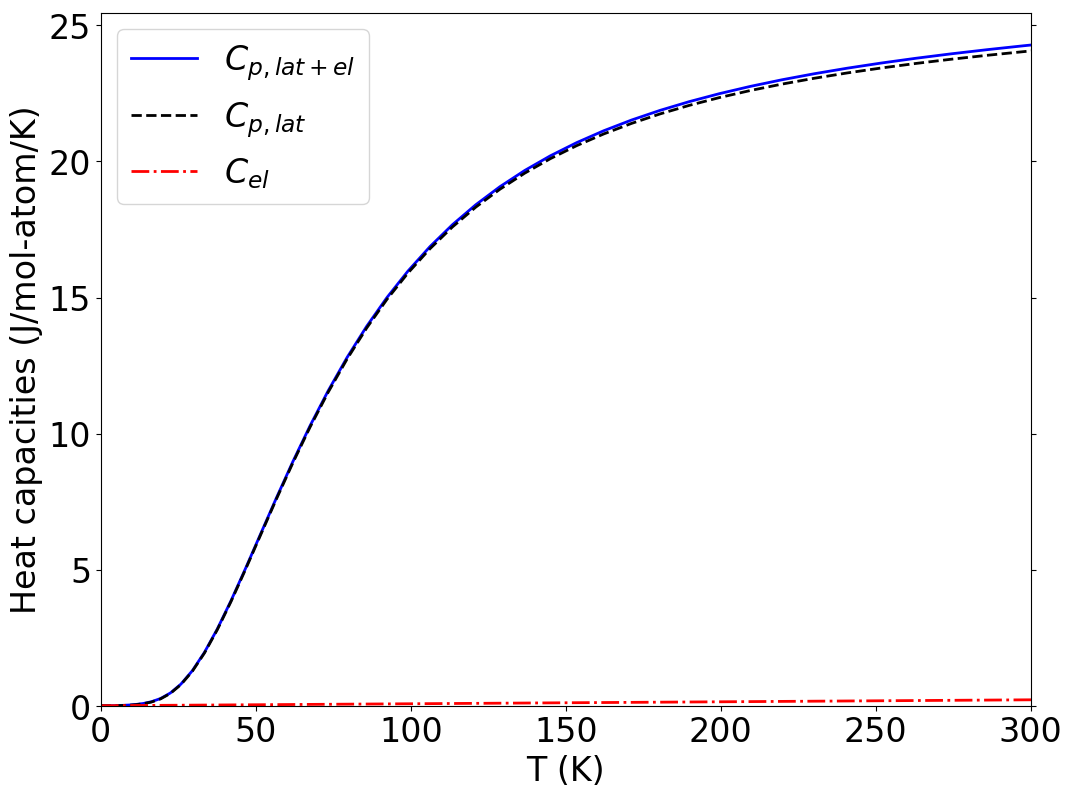 25
20
15
10
5
0
Heat capacities (J/mol-atom/K)
C_{p, lat+el}
C_{p, lat}
C_{el}
0 50 100 150 200 250 300
T (K)